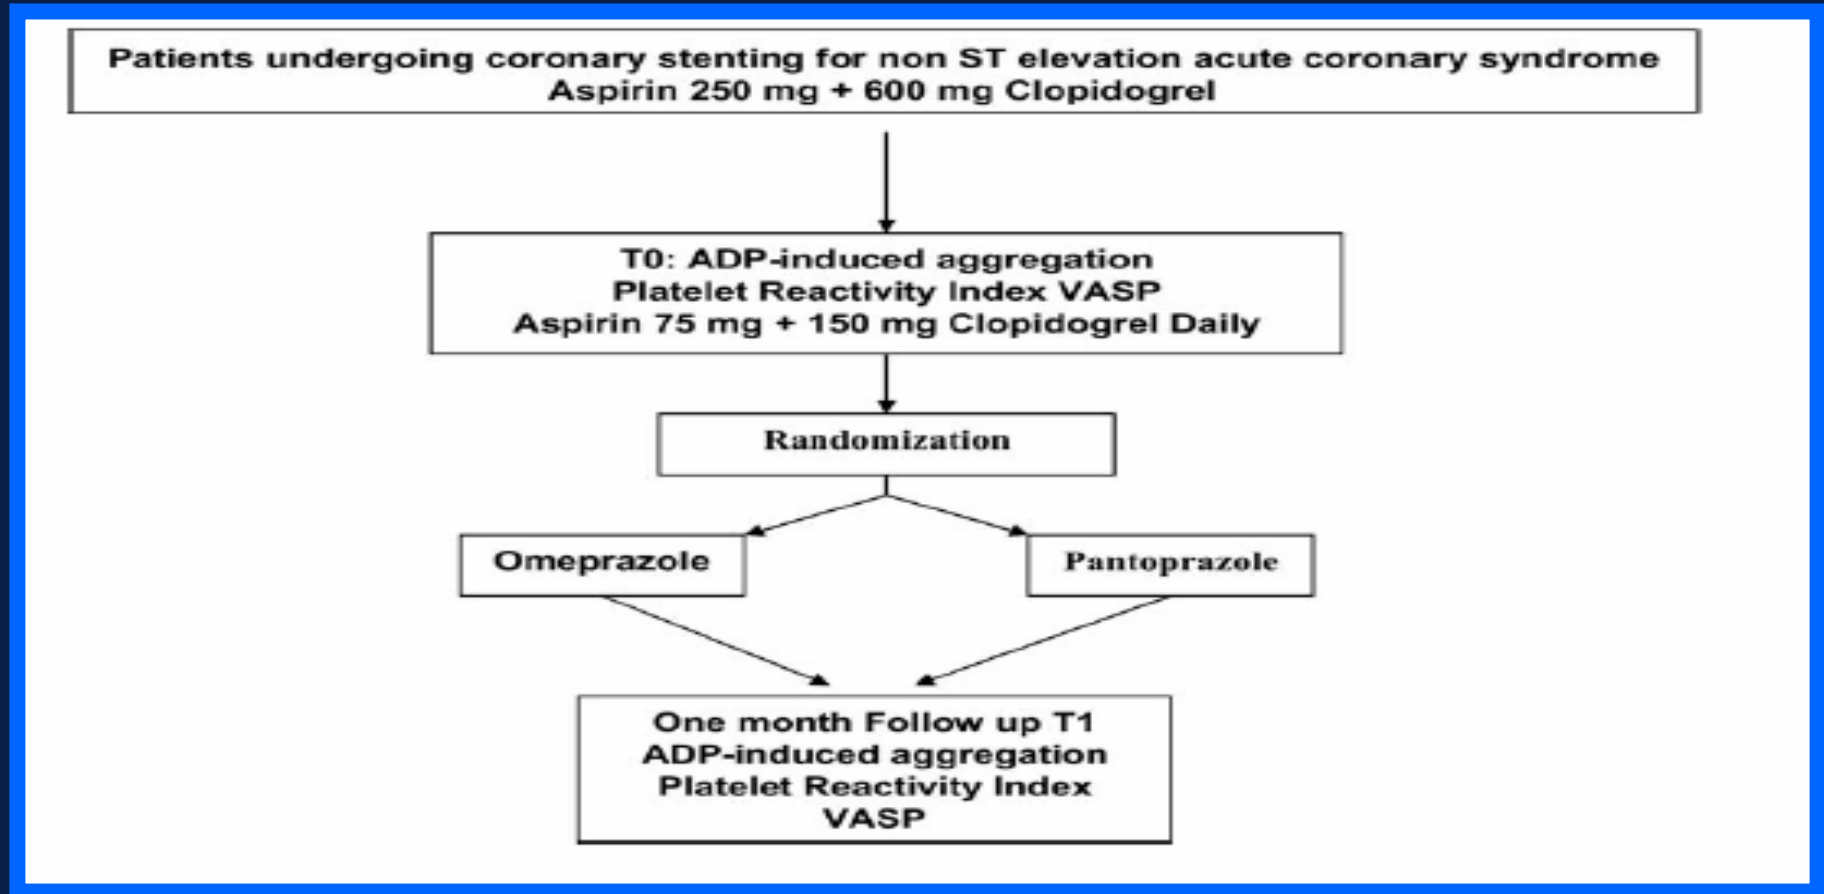 Patients undergoing coronary stenting for non ST elevation acute coronary syndrome
Aspirin 250 mg + 600 mg Clopidogrel
T0: ADP-induced aggregation
Platelet Reactivity Index VASP
Aspirin 75 mg + 150 mg Clopidogrel Daily
Randomization
Omeprazole
Pantoprazole
One month Follow up T1
ADP-induced aggregation
Platelet Reactivity Index
VASP